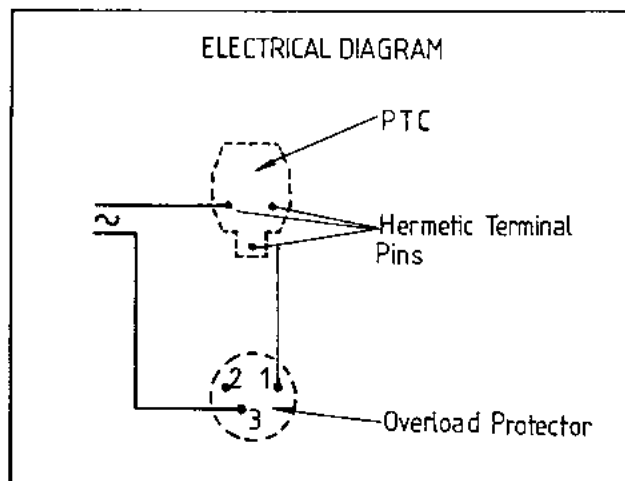 ELECTRICAL DIAGRAM
PTC
~
Hermetic Terminal
Pins
2 1
3
Overload Protector